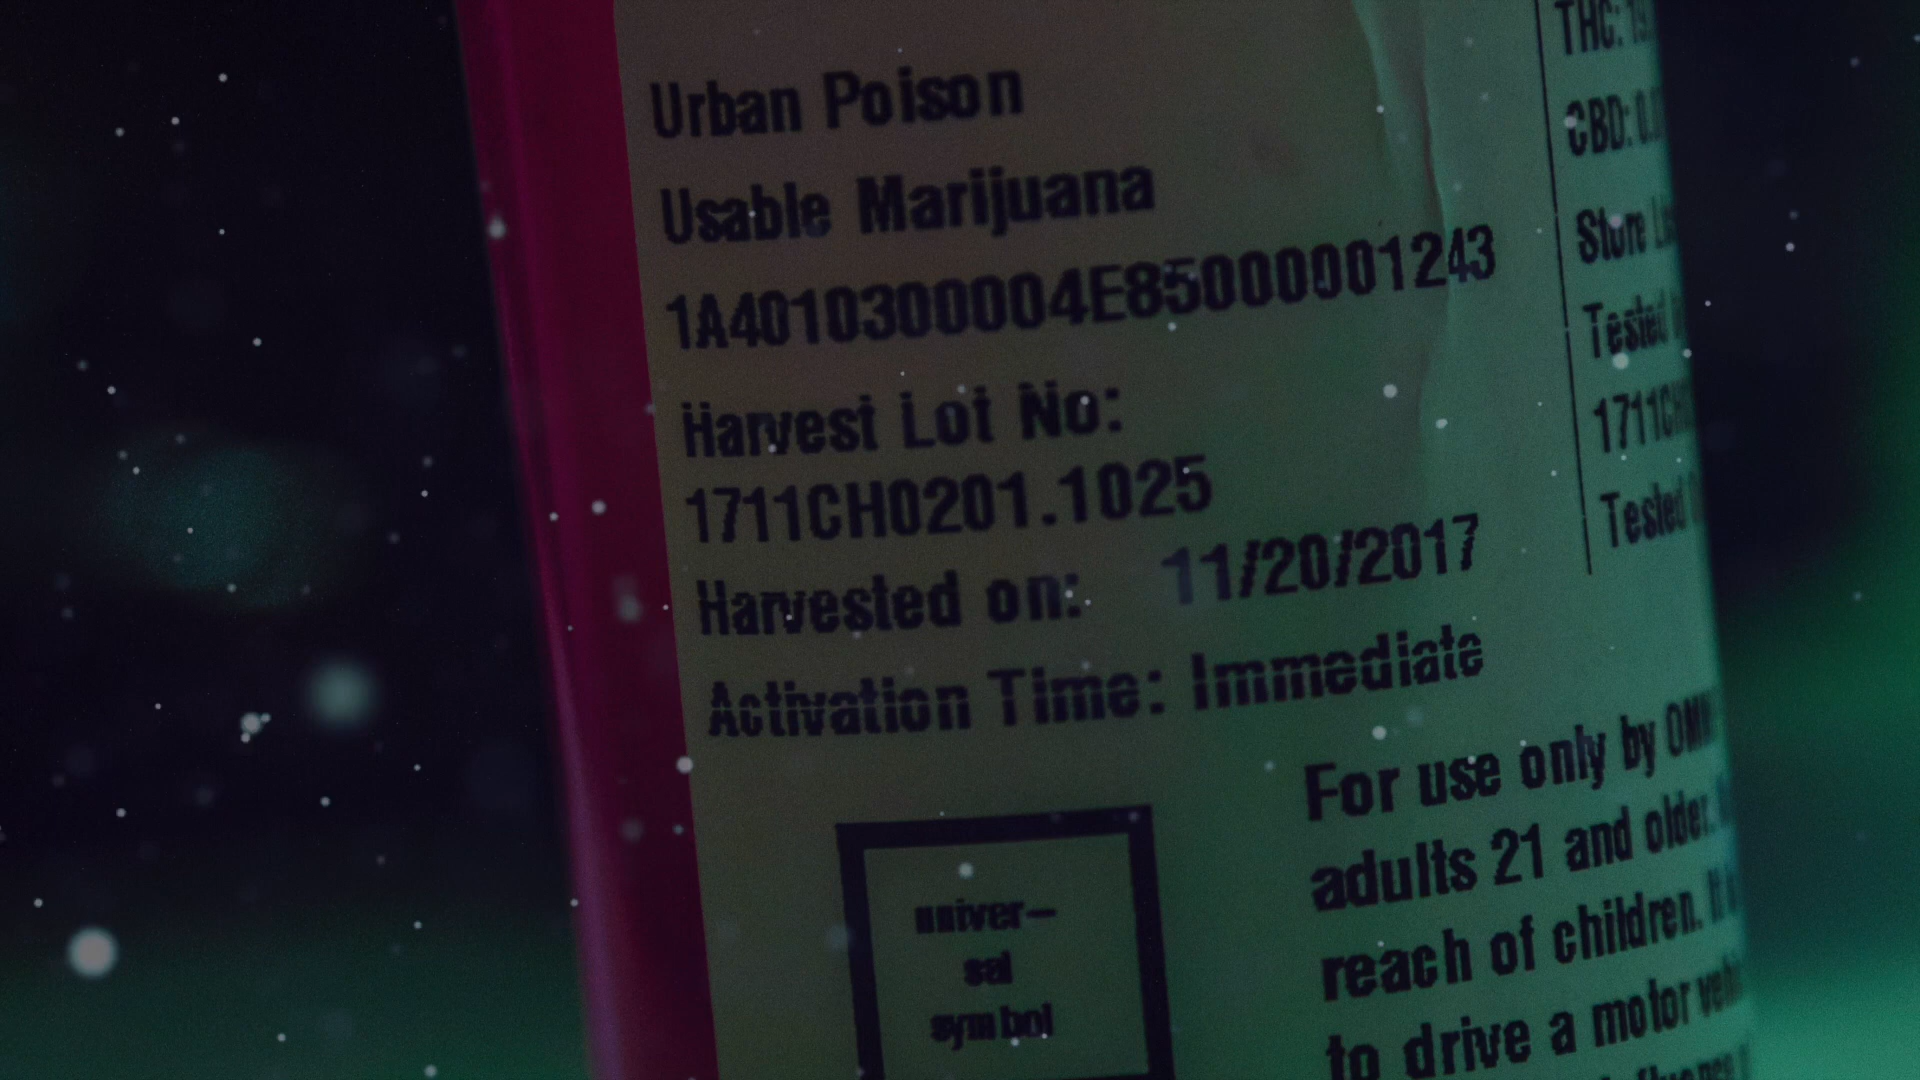 Urban Poison
Usable Marijuana
1A4010300004E85000001243
Harvest Lot No:
1711CH0201.1025
Harvested on: 11/20/2017
Activation Time: Immediate
univer-
sal
symbol
For use only by
adults 21 and older.
reach of children.
to drive a motor
THC:
CBD:
Store
Tested
Tested